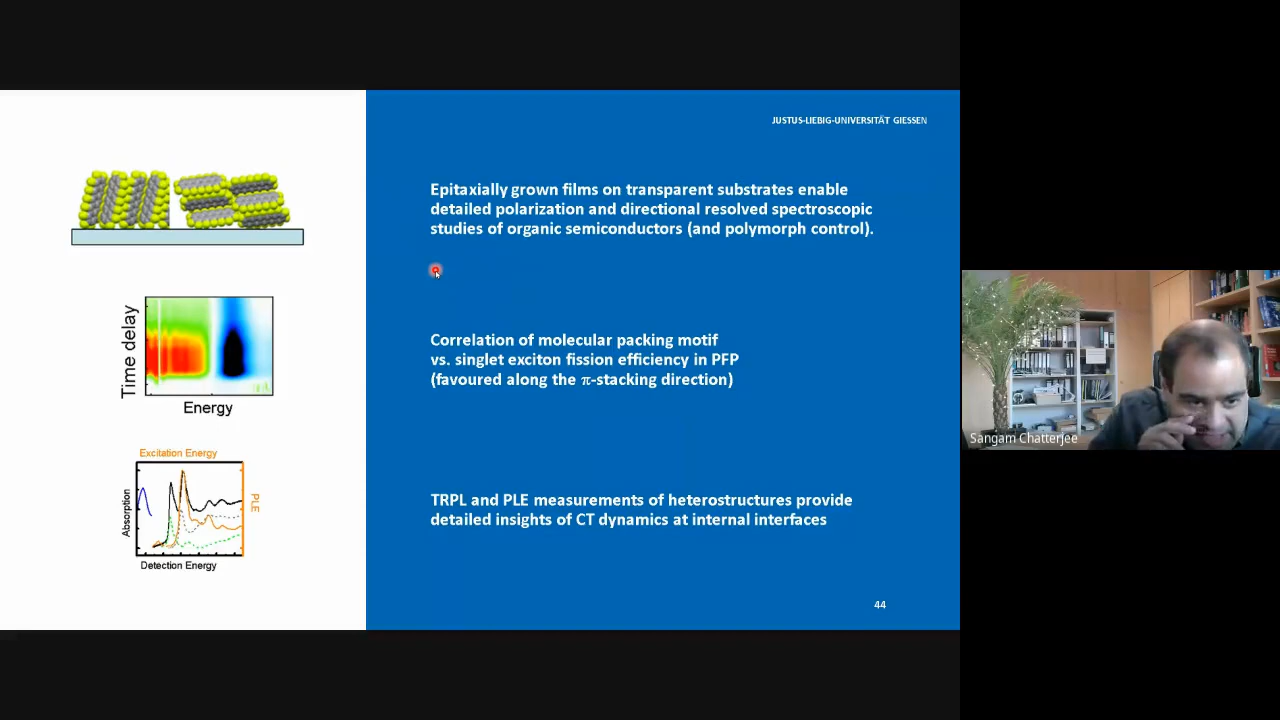 JUSTUS-LIEBIG-UNIVERSITÄT GIESSEN
Epitaxially grown films on transparent substrates enable
detailed polarization and directional resolved spectroscopic
studies of organic semiconductors (and polymorph control).
Time delay
Energy
Correlation of molecular packing motif
vs. singlet exciton fission efficiency in PFP
(favoured along the π-stacking direction)
Excitation Energy
Absorption
PLE
Detection Energy
TRPL and PLE measurements of heterostructures provide
detailed insights of CT dynamics at internal interfaces
44
Sangam Chatterjee